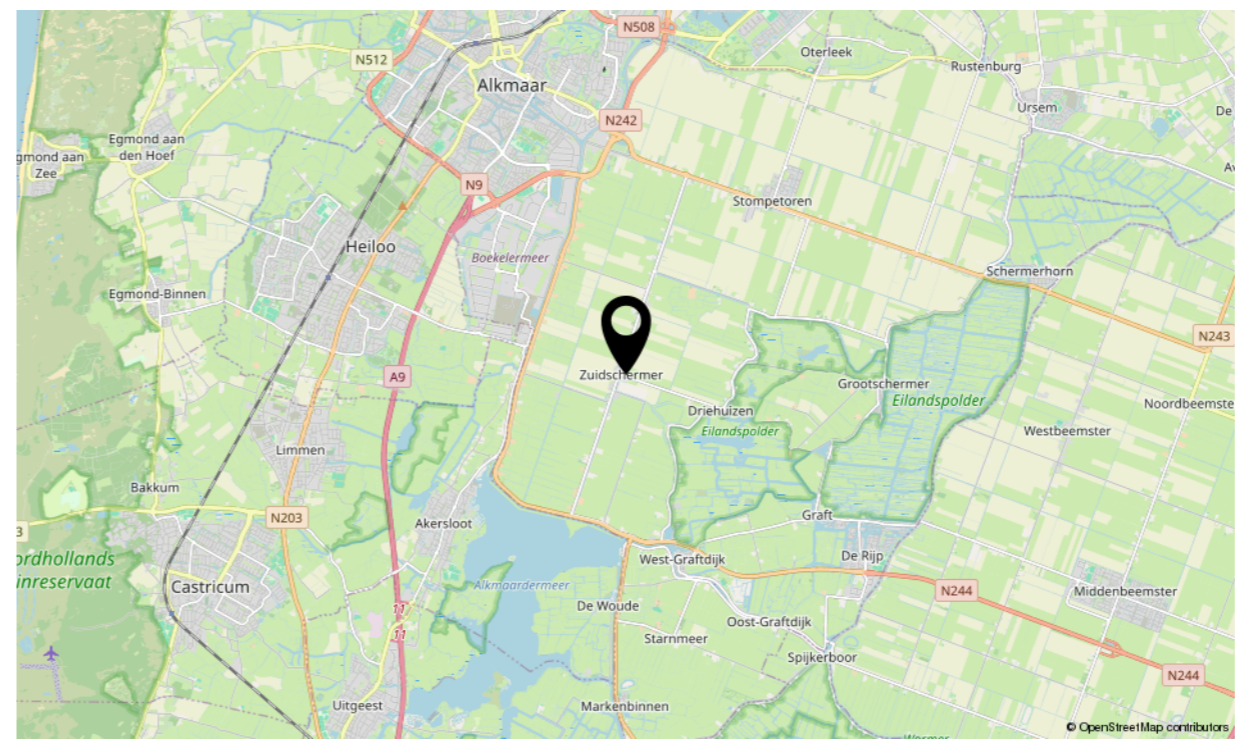 N508
Oterleek
N512
Rustenburg
Alkmaar
Ursem
De
N242
Egmond aan
den Hoef
gmond aan
Zee
N9
Stompetoren
Heiloo
Boekelermeer
Schermerhorn
Egmond-Binnen
N243
Zuidschermer
A9
Grootschermer
Eilandspolder
Driehuizen
Noordbeemste
Eilandspolder
Westbeemster
Limmen
Bakkum
N203
Akersloot
Graft
3
ordhollands
inreservaat
West-Graftdijk
De Rijp
Castricum
Alkmaardermeer
N244
Middenbeemster
11
11
De Woude
Oost-Graftdijk
Starnmeer
Spijkerboor
N244
Uitgeest
Markenbinnen
© OpenStreetMap contributors